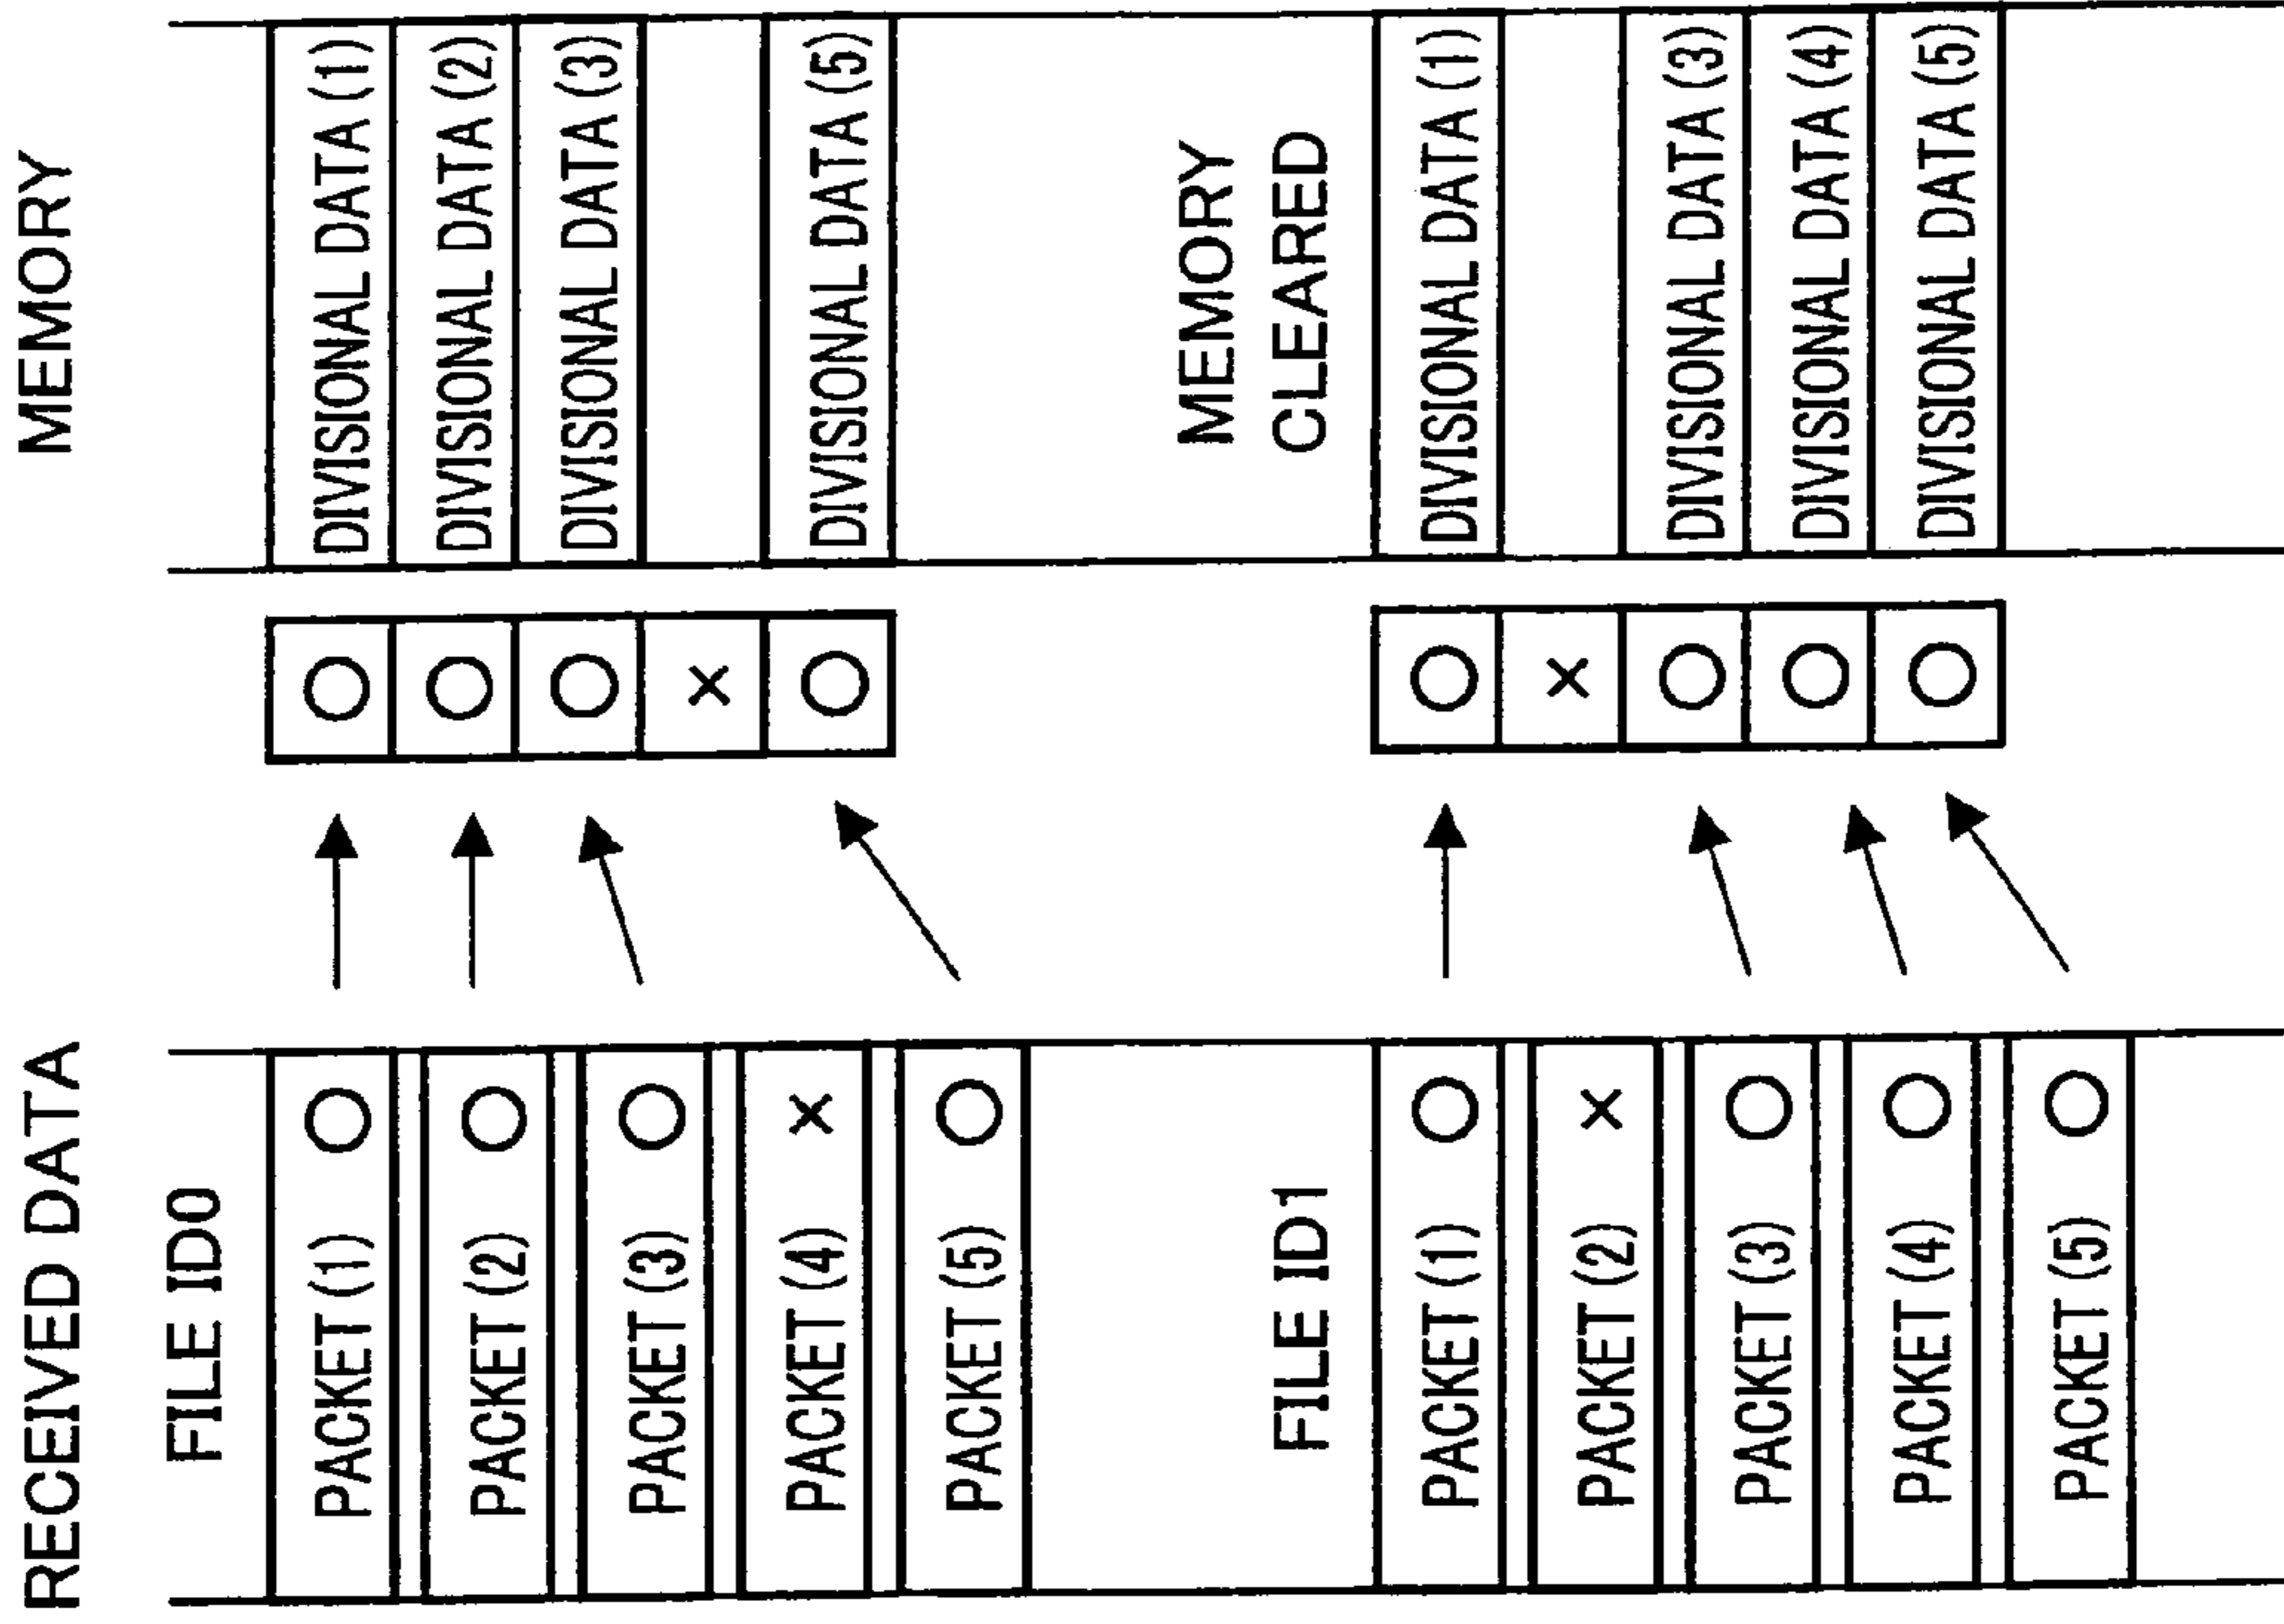 RECEIVED DATA
MEMORY
FILE ID0
PACKET (1) ○
○
DIVISIONAL DATA (1)
PACKET (2) ○
○
DIVISIONAL DATA (2)
PACKET (3) ○
○
DIVISIONAL DATA (3)
PACKET (4) ×
×
PACKET (5) ○
○
DIVISIONAL DATA (5)
FILE ID1
MEMORY
CLEARED
PACKET (1) ○
○
DIVISIONAL DATA (1)
PACKET (2) ×
×
PACKET (3) ○
○
DIVISIONAL DATA (3)
PACKET (4) ○
○
DIVISIONAL DATA (4)
PACKET (5) ○
○
DIVISIONAL DATA (5)